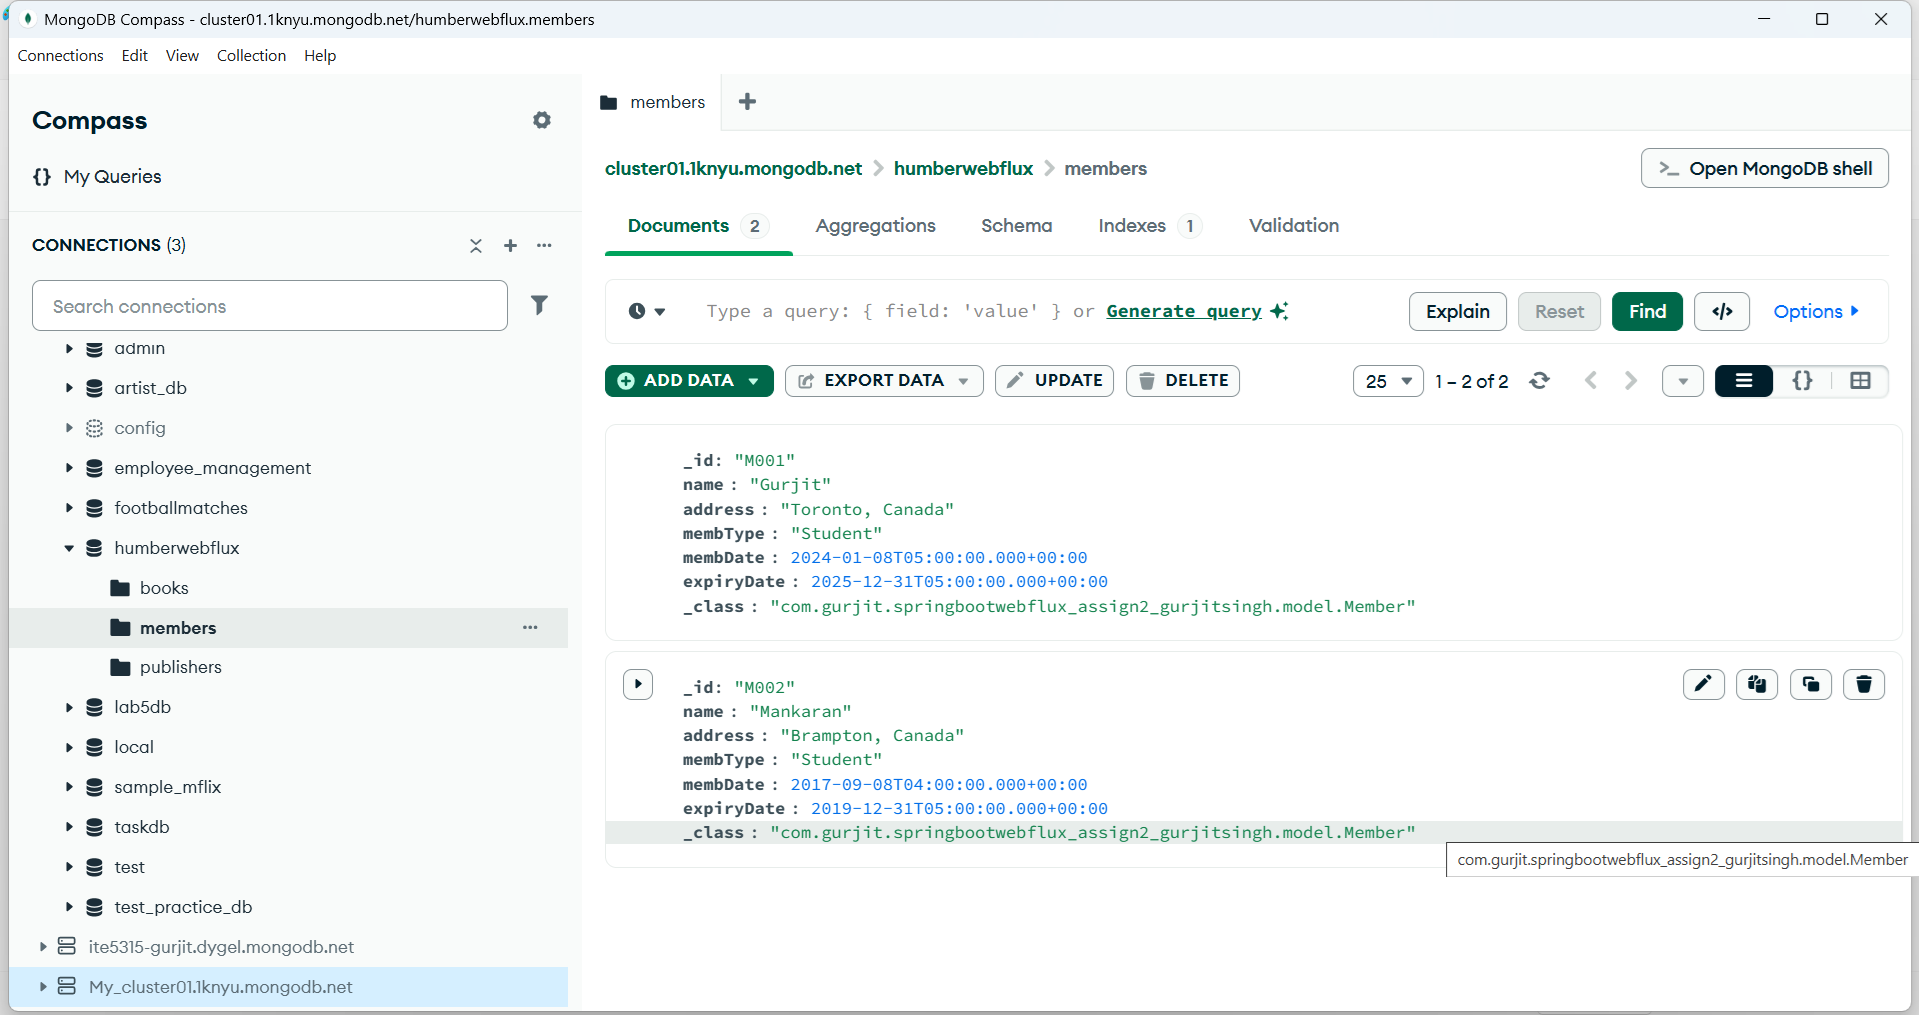 MongoDB Compass - cluster01.1knyu.mongodb.net/humberwebflux.members
Connections Edit View Collection Help
Compass
{} My Queries
CONNECTIONS (3)
Search connections
admin
artist_db
config
employee_management
footballmatches
humberwebflux
books
members
publishers
lab5db
local
sample_mflix
taskdb
test
test_practice_db
ite5315-gurjit.dygel.mongodb.net
My_cluster01.1knyu.mongodb.net
members
cluster01.1knyu.mongodb.net > humberwebflux > members
>_ Open MongoDB shell
Documents 2 Aggregations Schema Indexes 1 Validation
Type a query: { field: 'value' } or Generate query
Explain Reset Find </> Options
ADD DATA EXPORT DATA UPDATE DELETE
25 1 – 2 of 2 {}
_id: "M001"
name : "Gurjit"
address : "Toronto, Canada"
membType : "Student"
membDate : 2024-01-08T05:00:00.000+00:00
expiryDate : 2025-12-31T05:00:00.000+00:00
_class : "com.gurjit.springbootwebflux_assign2_gurjitsingh.model.Member"
_id: "M002"
name : "Mankaran"
address : "Brampton, Canada"
membType : "Student"
membDate : 2017-09-08T04:00:00.000+00:00
expiryDate : 2019-12-31T05:00:00.000+00:00
_class : "com.gurjit.springbootwebflux_assign2_gurjitsingh.model.Member"
com.gurjit.springbootwebflux_assign2_gurjitsingh.model.Member